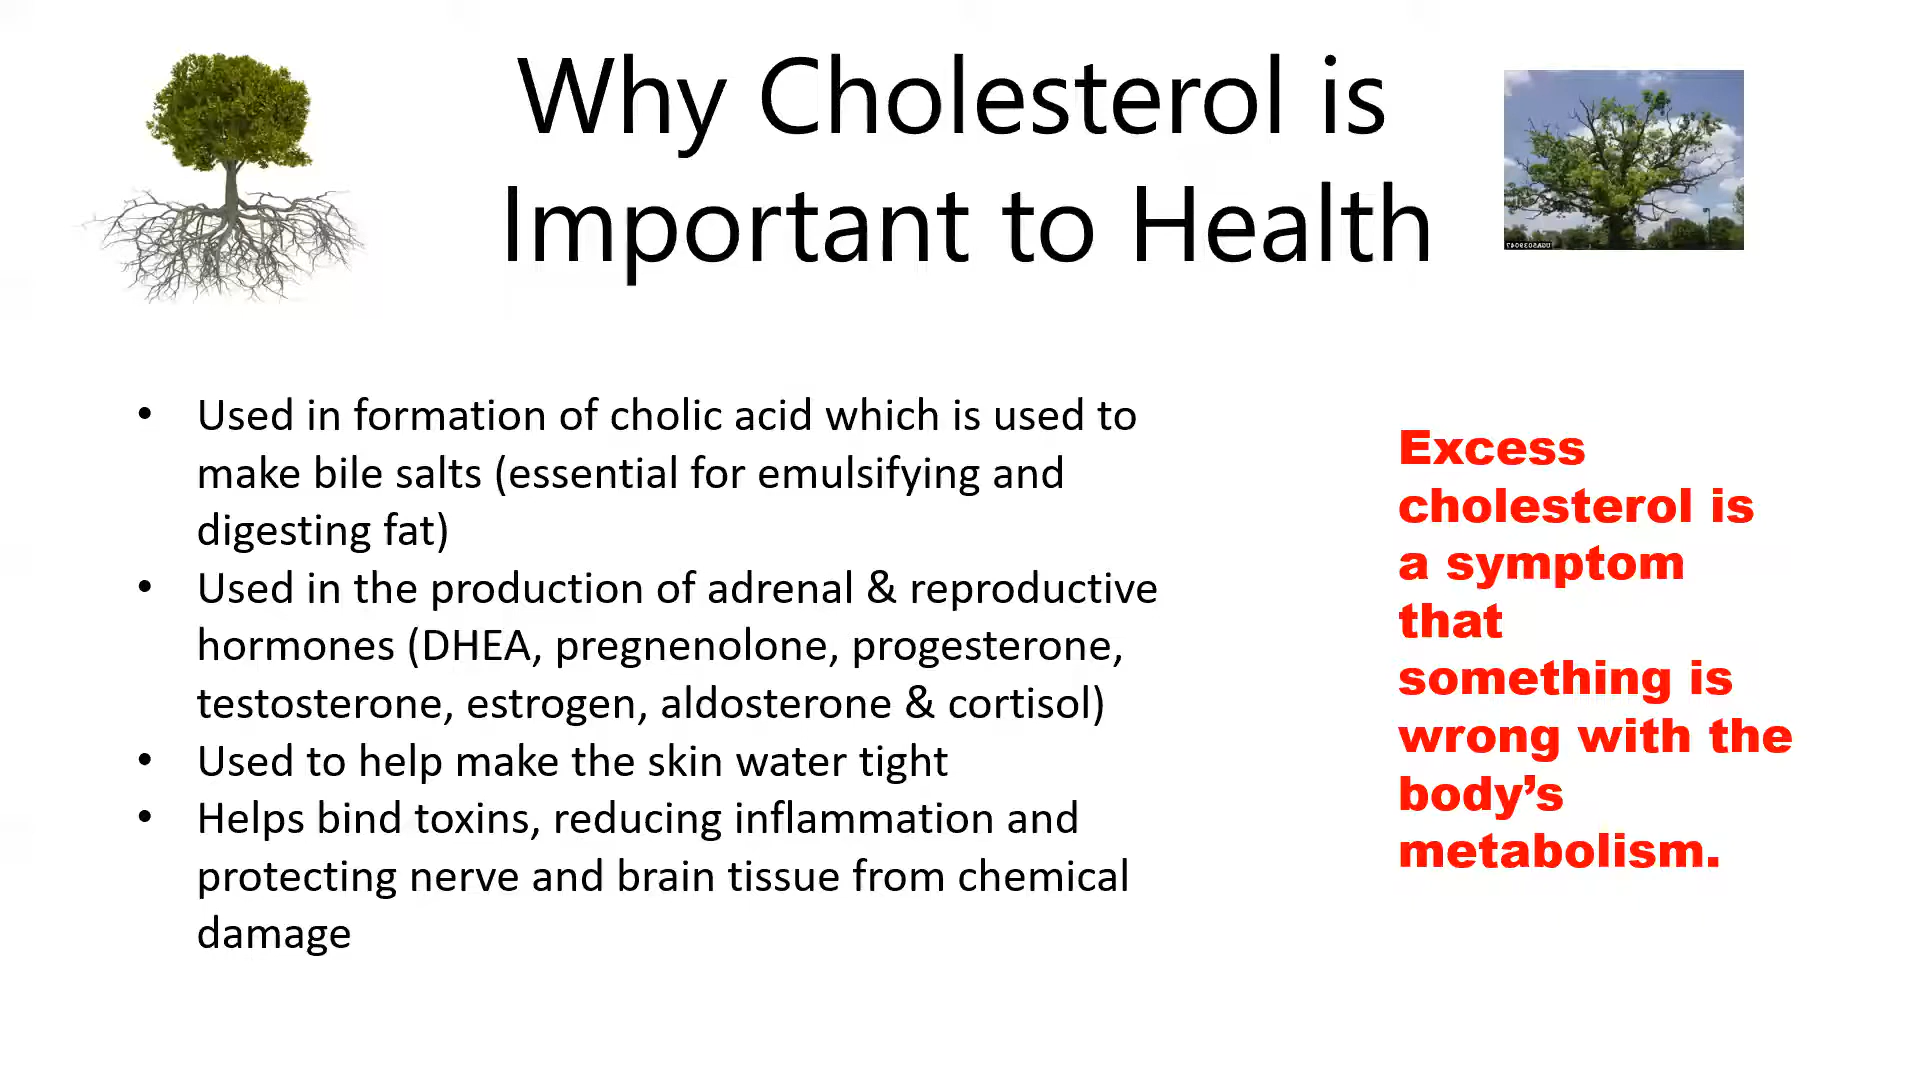 Why Cholesterol is
Important to Health
• Used in formation of cholic acid which is used to
make bile salts (essential for emulsifying and
digesting fat)
• Used in the production of adrenal & reproductive
hormones (DHEA, pregnenolone, progesterone,
testosterone, estrogen, aldosterone & cortisol)
• Used to help make the skin water tight
• Helps bind toxins, reducing inflammation and
protecting nerve and brain tissue from chemical
damage
Excess
cholesterol is
a symptom
that
something is
wrong with the
body’s
metabolism.